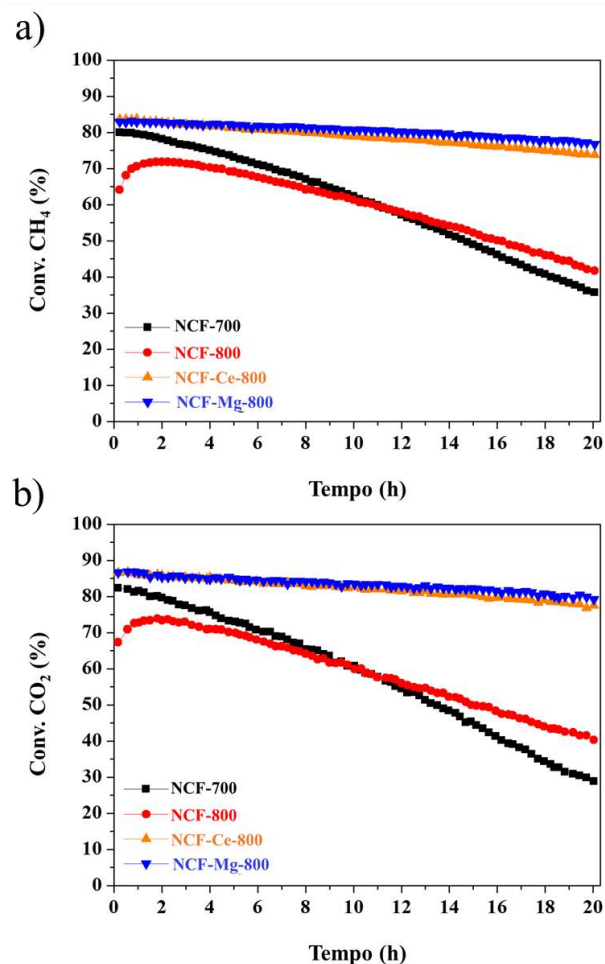 a)
100
90
80
70
60
50
40
30
20
10
0
Conv. CH4 (%)
NCF-700
NCF-800
NCF-Ce-800
NCF-Mg-800
0 2 4 6 8 10 12 14 16 18 20
Tempo (h)
b)
100
90
80
70
60
50
40
30
20
10
0
Conv. CO2 (%)
NCF-700
NCF-800
NCF-Ce-800
NCF-Mg-800
0 2 4 6 8 10 12 14 16 18 20
Tempo (h)